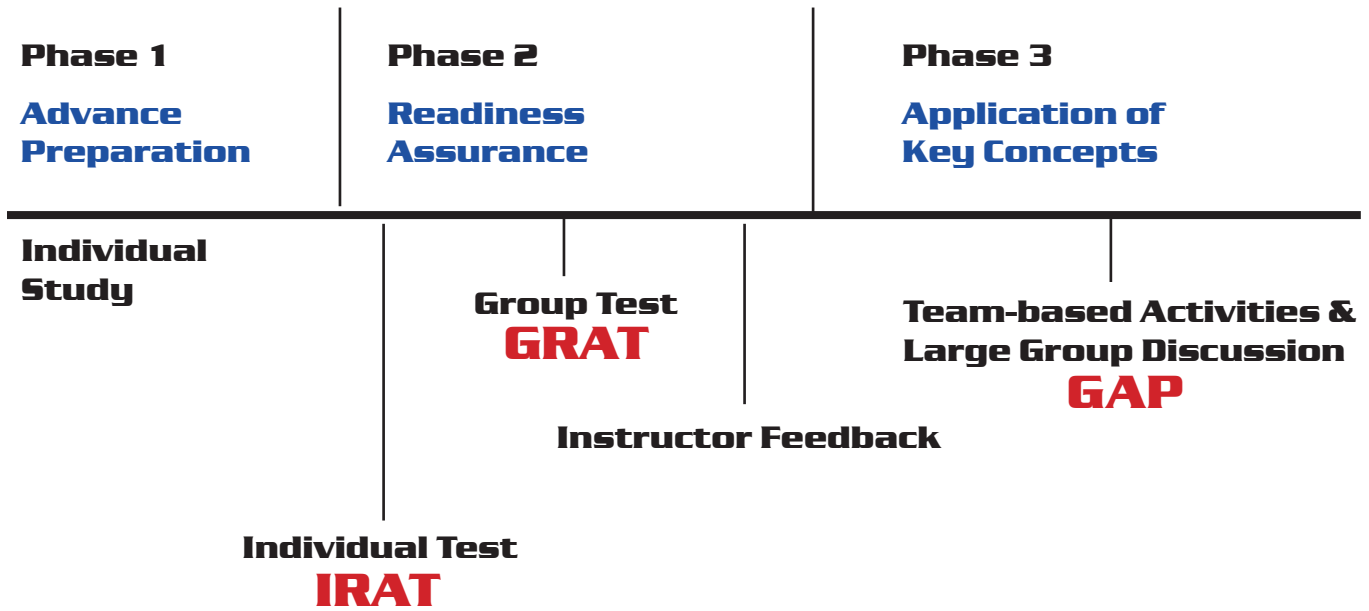 Phase 1
Advance
Preparation
Phase 2
Readiness
Assurance
Phase 3
Application of
Key Concepts
Individual
Study
Group Test
GRAT
Team-based Activities &
Large Group Discussion
GAP
Instructor Feedback
Individual Test
IRAT